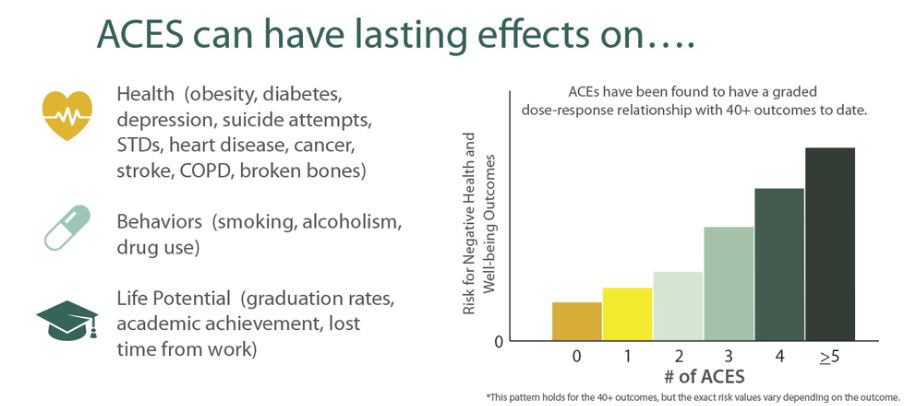 ACES can have lasting effects on….
Health (obesity, diabetes,
depression, suicide attempts,
STDs, heart disease, cancer,
stroke, COPD, broken bones)
Behaviors (smoking, alcoholism,
drug use)
Life Potential (graduation rates,
academic achievement, lost
time from work)
ACEs have been found to have a graded
dose-response relationship with 40+ outcomes to date.
Risk for Negative Health and
Well-being Outcomes
0
0 1 2 3 4 ≥5
# of ACES
*This pattern holds for the 40+ outcomes, but the exact risk values vary depending on the outcome.